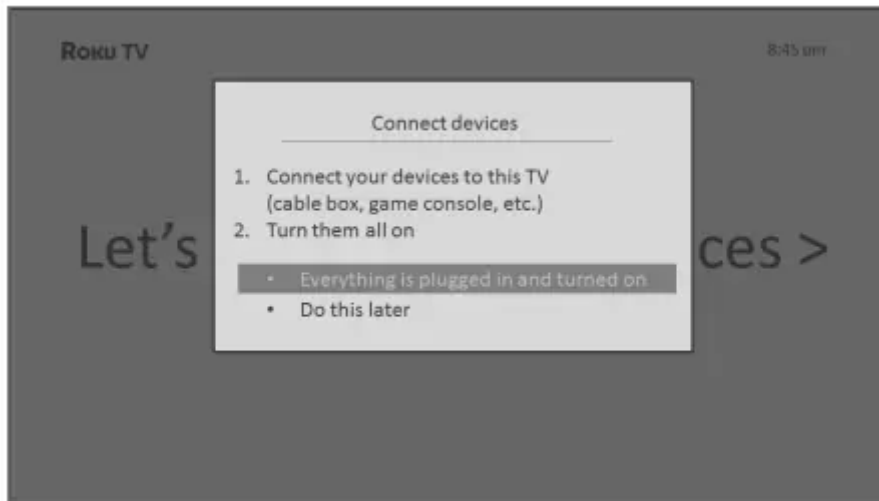 ROKU TV
8:45 pm
Connect devices
1. Connect your devices to this TV
(cable box, game console, etc.)
2. Turn them all on
Let's
ces >
• Everything is plugged in and turned on
• Do this later